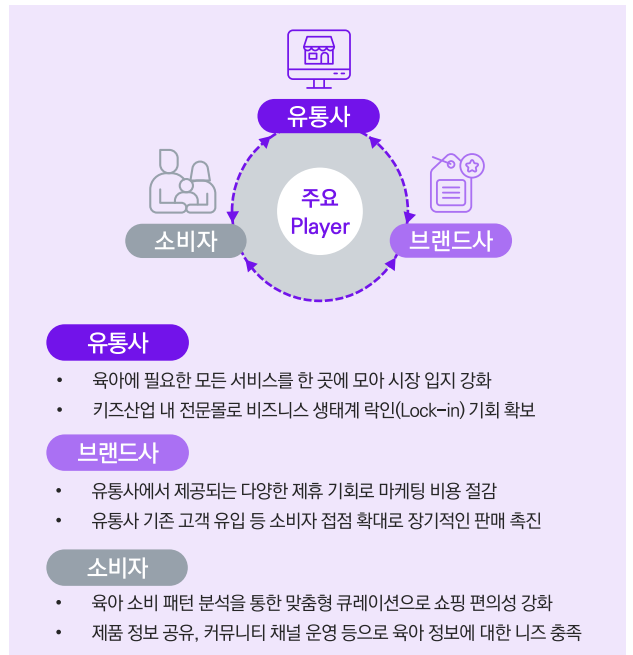 유통사
주요
Player
소비자
브랜드사
유통사
• 육아에 필요한 모든 서비스를 한 곳에 모아 시장 입지 강화
• 키즈산업 내 전문몰로 비즈니스 생태계 락인(Lock-in) 기회 확보
브랜드사
• 유통사에서 제공되는 다양한 제휴 기회로 마케팅 비용 절감
• 유통사 기존 고객 유입 등 소비자 접점 확대로 장기적인 판매 촉진
소비자
• 육아 소비 패턴 분석을 통한 맞춤형 큐레이션으로 쇼핑 편의성 강화
• 제품 정보 공유, 커뮤니티 채널 운영 등으로 육아 정보에 대한 니즈 충족